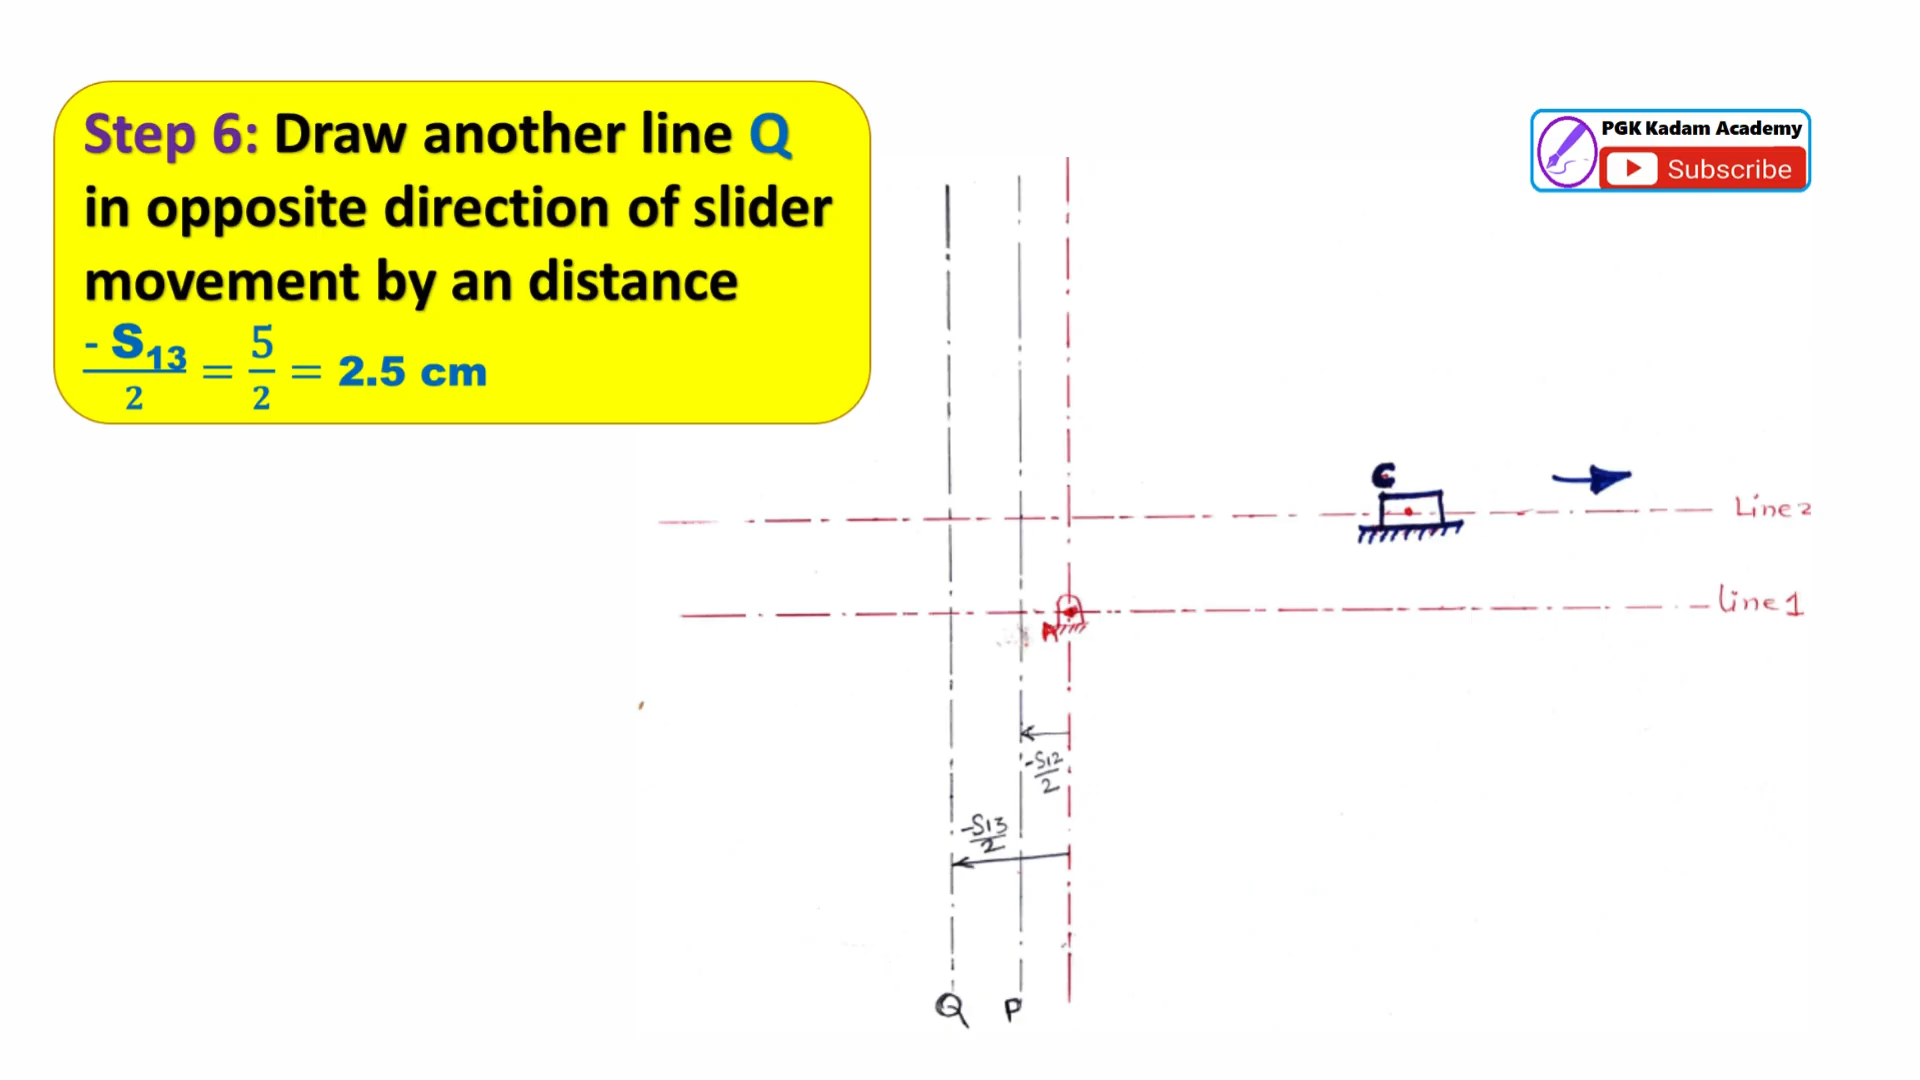 Step 6: Draw another line Q
in opposite direction of slider
movement by an distance
- S₁₃/2 = 5/2 = 2.5 cm
PGK Kadam Academy
Subscribe
C
Line 2
Line 1
A
-S12/2
-S13/2
Q P